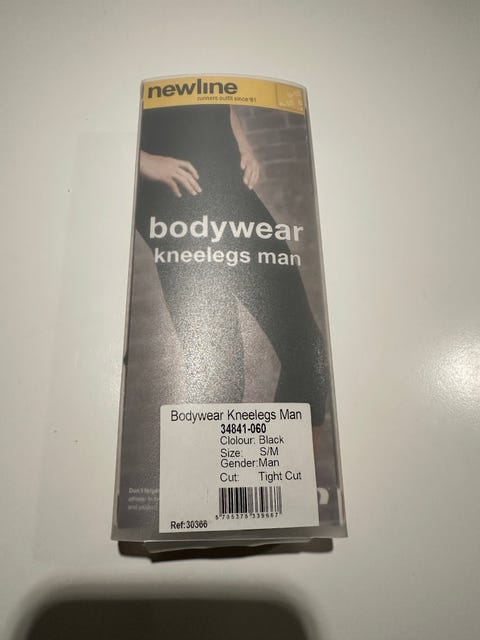 newline
runners outfit since '81
bodywear
kneelegs man
Bodywear Kneelegs Man
34841-060
Clolour: Black
Size: S/M
Gender:Man
Cut: Tight Cut
Ref:30366